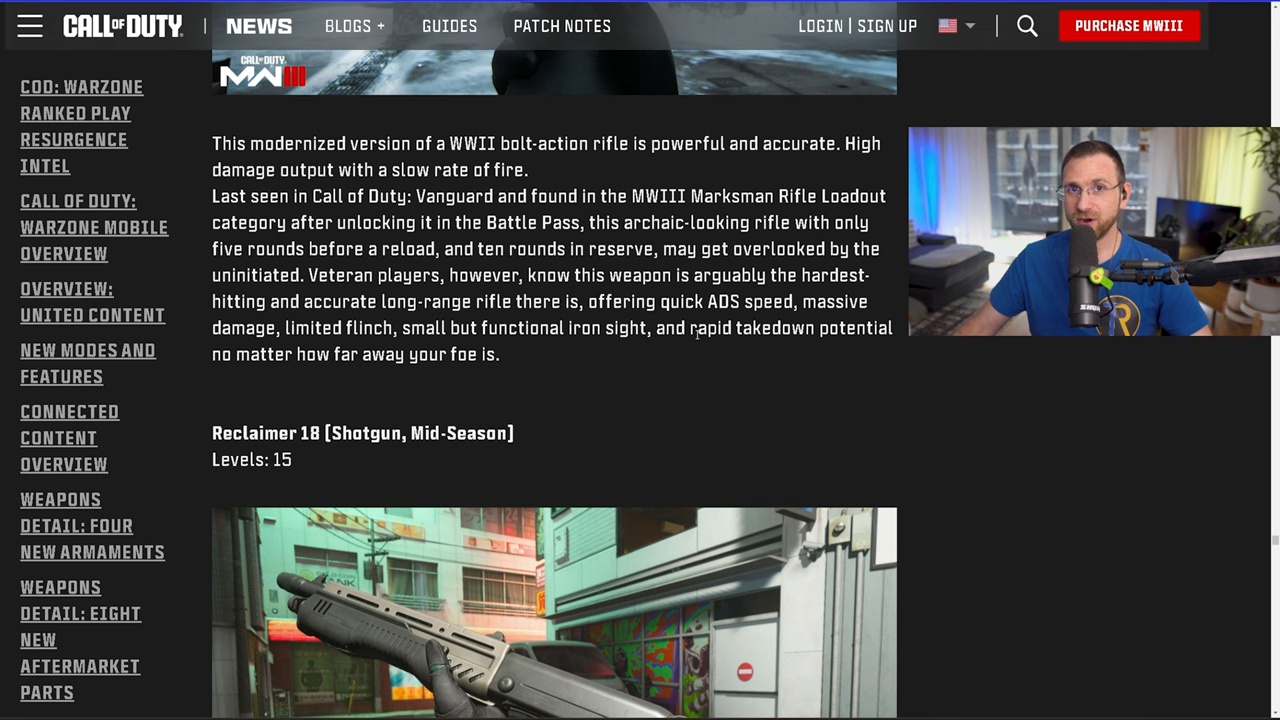 CALL OF DUTY
NEWS
BLOGS +
GUIDES
PATCH NOTES
LOGIN | SIGN UP
PURCHASE MWIII
COD: WARZONE
RANKED PLAY
RESURGENCE
INTEL
CALL OF DUTY:
WARZONE MOBILE
OVERVIEW
OVERVIEW:
UNITED CONTENT
NEW MODES AND
FEATURES
CONNECTED
CONTENT
OVERVIEW
WEAPONS
DETAIL: FOUR
NEW ARMAMENTS
WEAPONS
DETAIL: EIGHT
NEW
AFTERMARKET
PARTS
CALL OF DUTY
MWIII
This modernized version of a WWII bolt-action rifle is powerful and accurate. High
damage output with a slow rate of fire.
Last seen in Call of Duty: Vanguard and found in the MWIII Marksman Rifle Loadout
category after unlocking it in the Battle Pass, this archaic-looking rifle with only
five rounds before a reload, and ten rounds in reserve, may get overlooked by the
uninitiated. Veteran players, however, know this weapon is arguably the hardest-
hitting and accurate long-range rifle there is, offering quick ADS speed, massive
damage, limited flinch, small but functional iron sight, and rapid takedown potential
no matter how far away your foe is.
Reclaimer 18 [Shotgun, Mid-Season]
Levels: 15